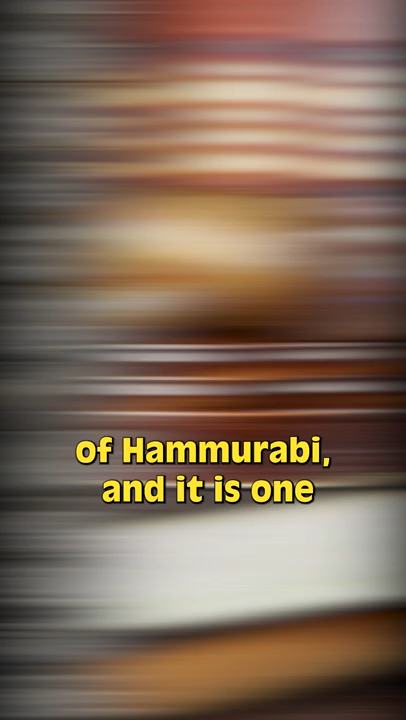 of Hammurabi,
and it is one